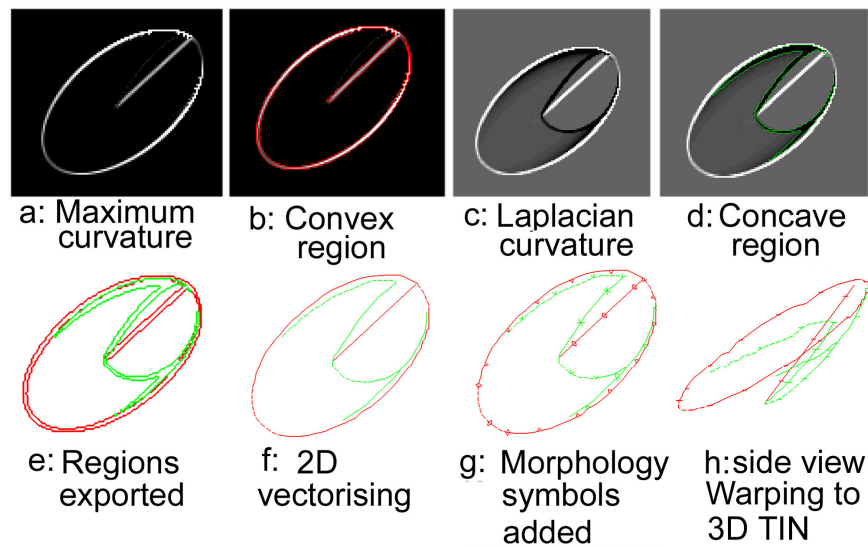 a: Maximum curvature
b: Convex region
c: Laplacian curvature
d: Concave region
e: Regions exported
f: 2D vectorising
g: Morphology symbols added
h: side view Warping to 3D TIN